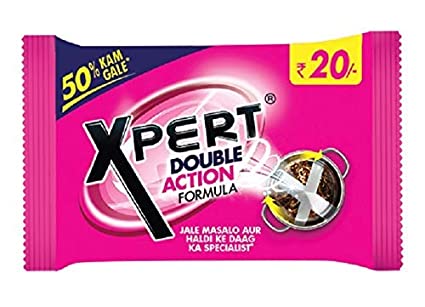 50% KAM
GALE*
₹20/-
XPERT®
DOUBLE
ACTION
FORMULA
JALE MASALO AUR
HALDI KE DAAG
KA SPECIALIST*